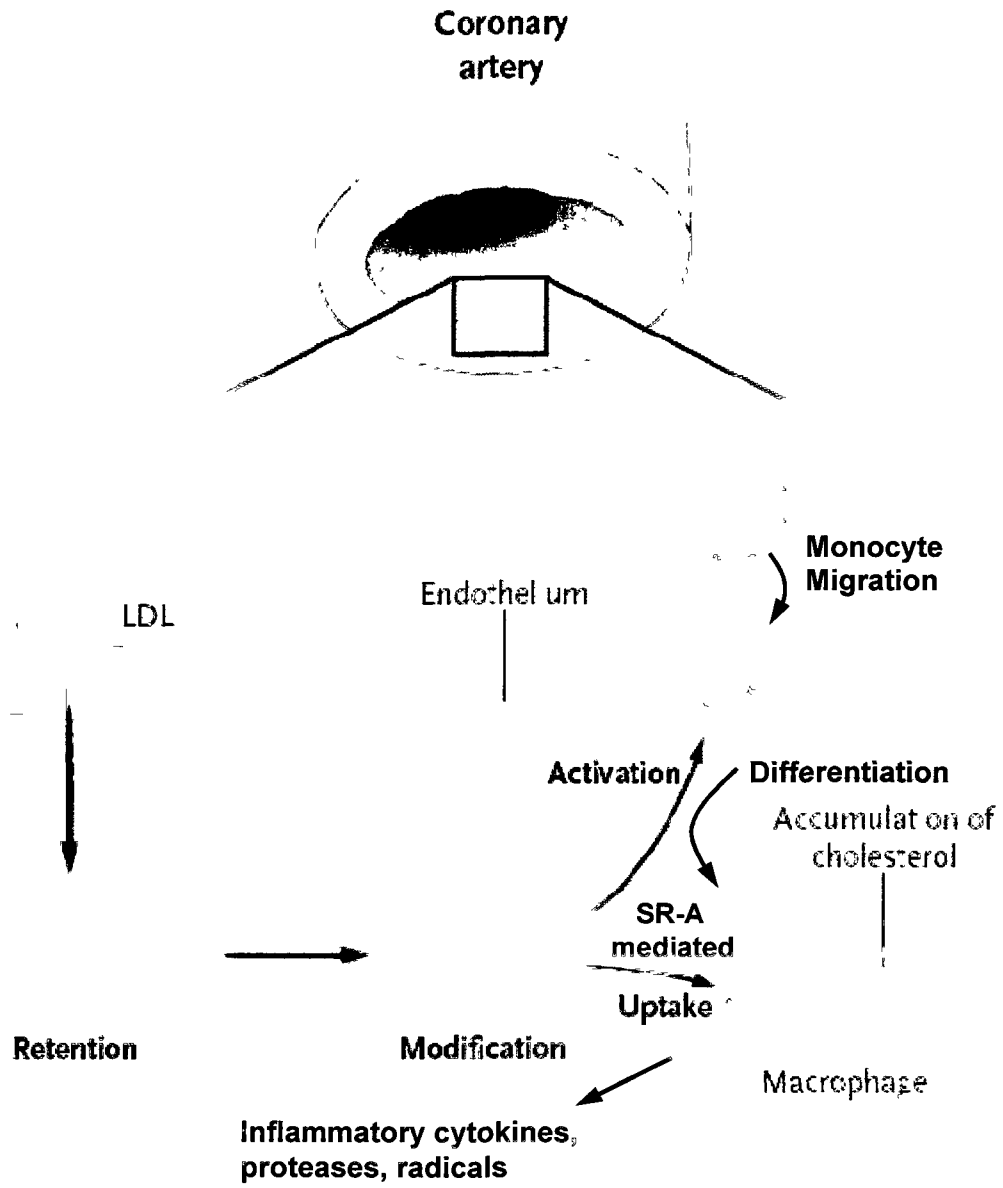 Coronary
artery
Monocyte
Migration
Endothel um
LDL
Activation
Differentiation
Accumulat on of
cholesterol
SR-A
mediated
Uptake
Retention
Modification
Macrophage
Inflammatory cytokines,
proteases, radicals